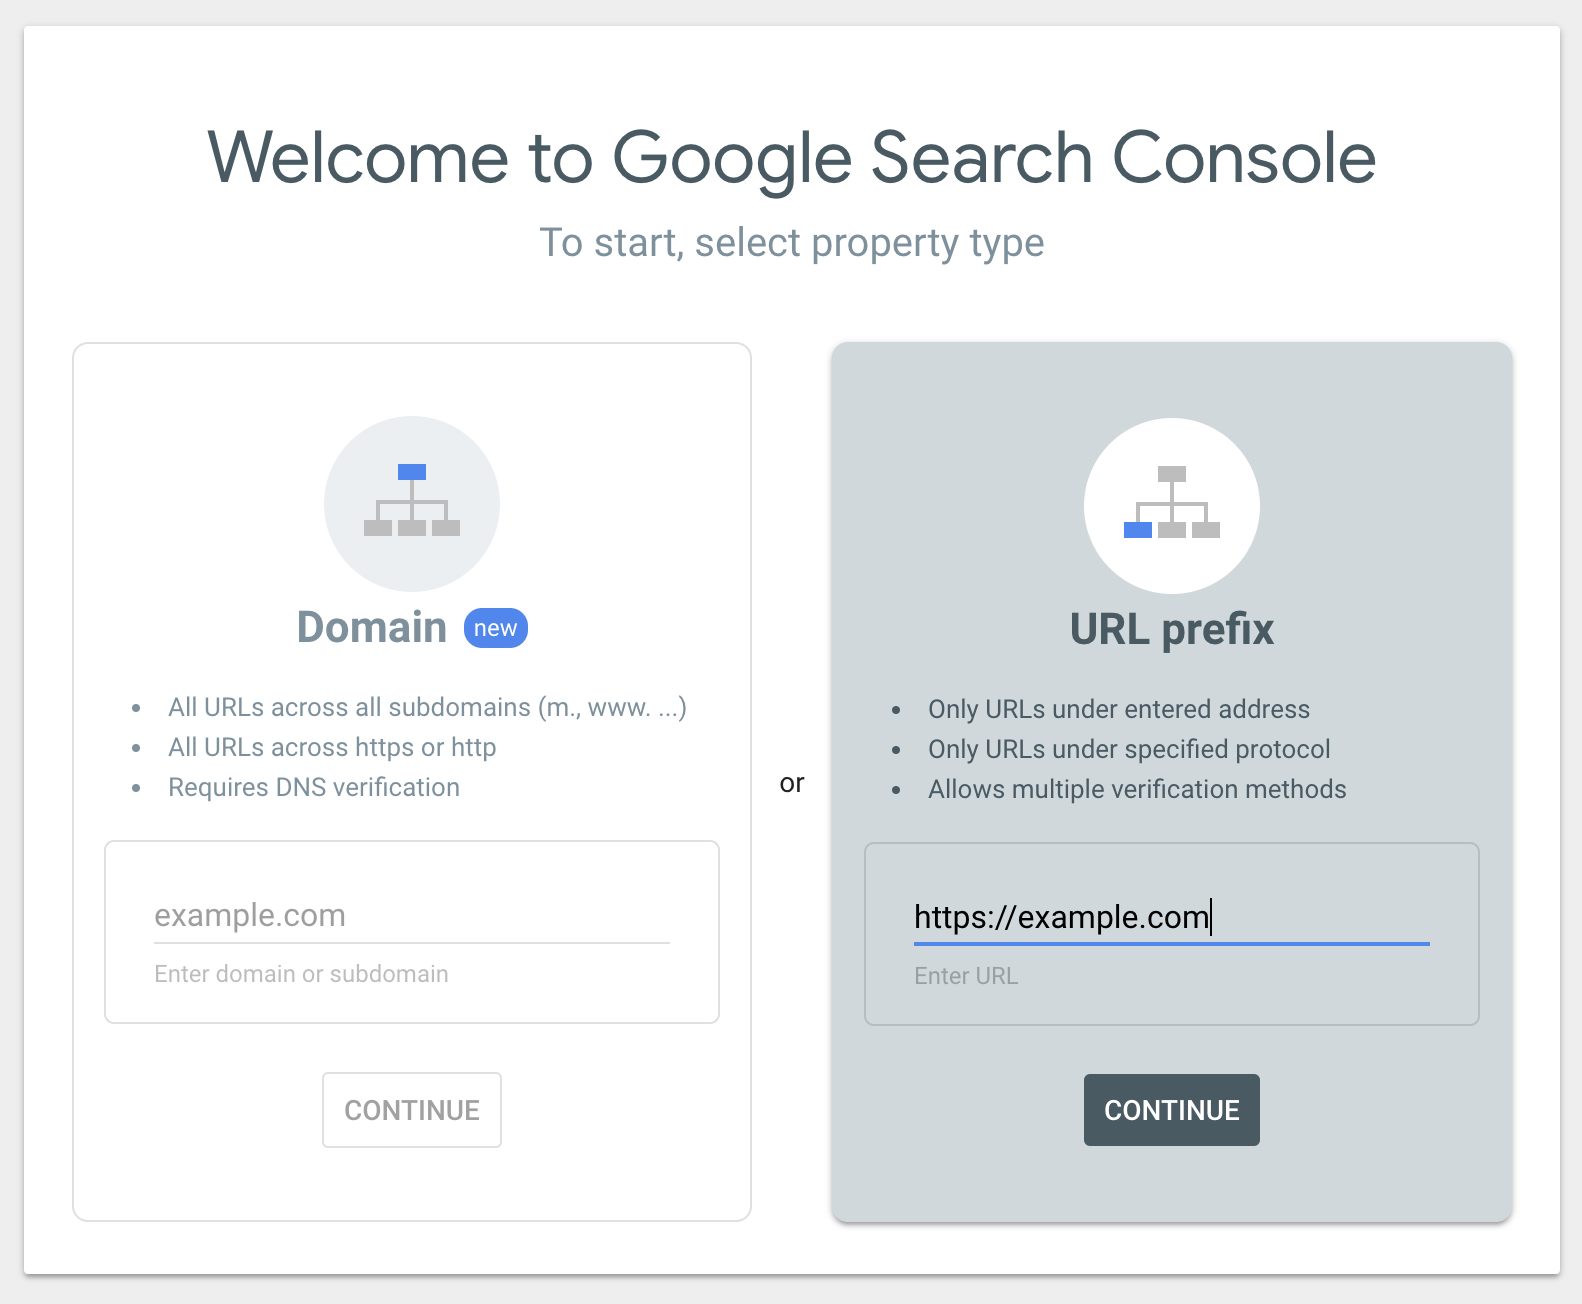 Welcome to Google Search Console
To start, select property type
Domain new
All URLs across all subdomains (m., www. ...)
All URLs across https or http
Requires DNS verification
example.com
Enter domain or subdomain
CONTINUE
or
URL prefix
Only URLs under entered address
Only URLs under specified protocol
Allows multiple verification methods
https://example.com
Enter URL
CONTINUE